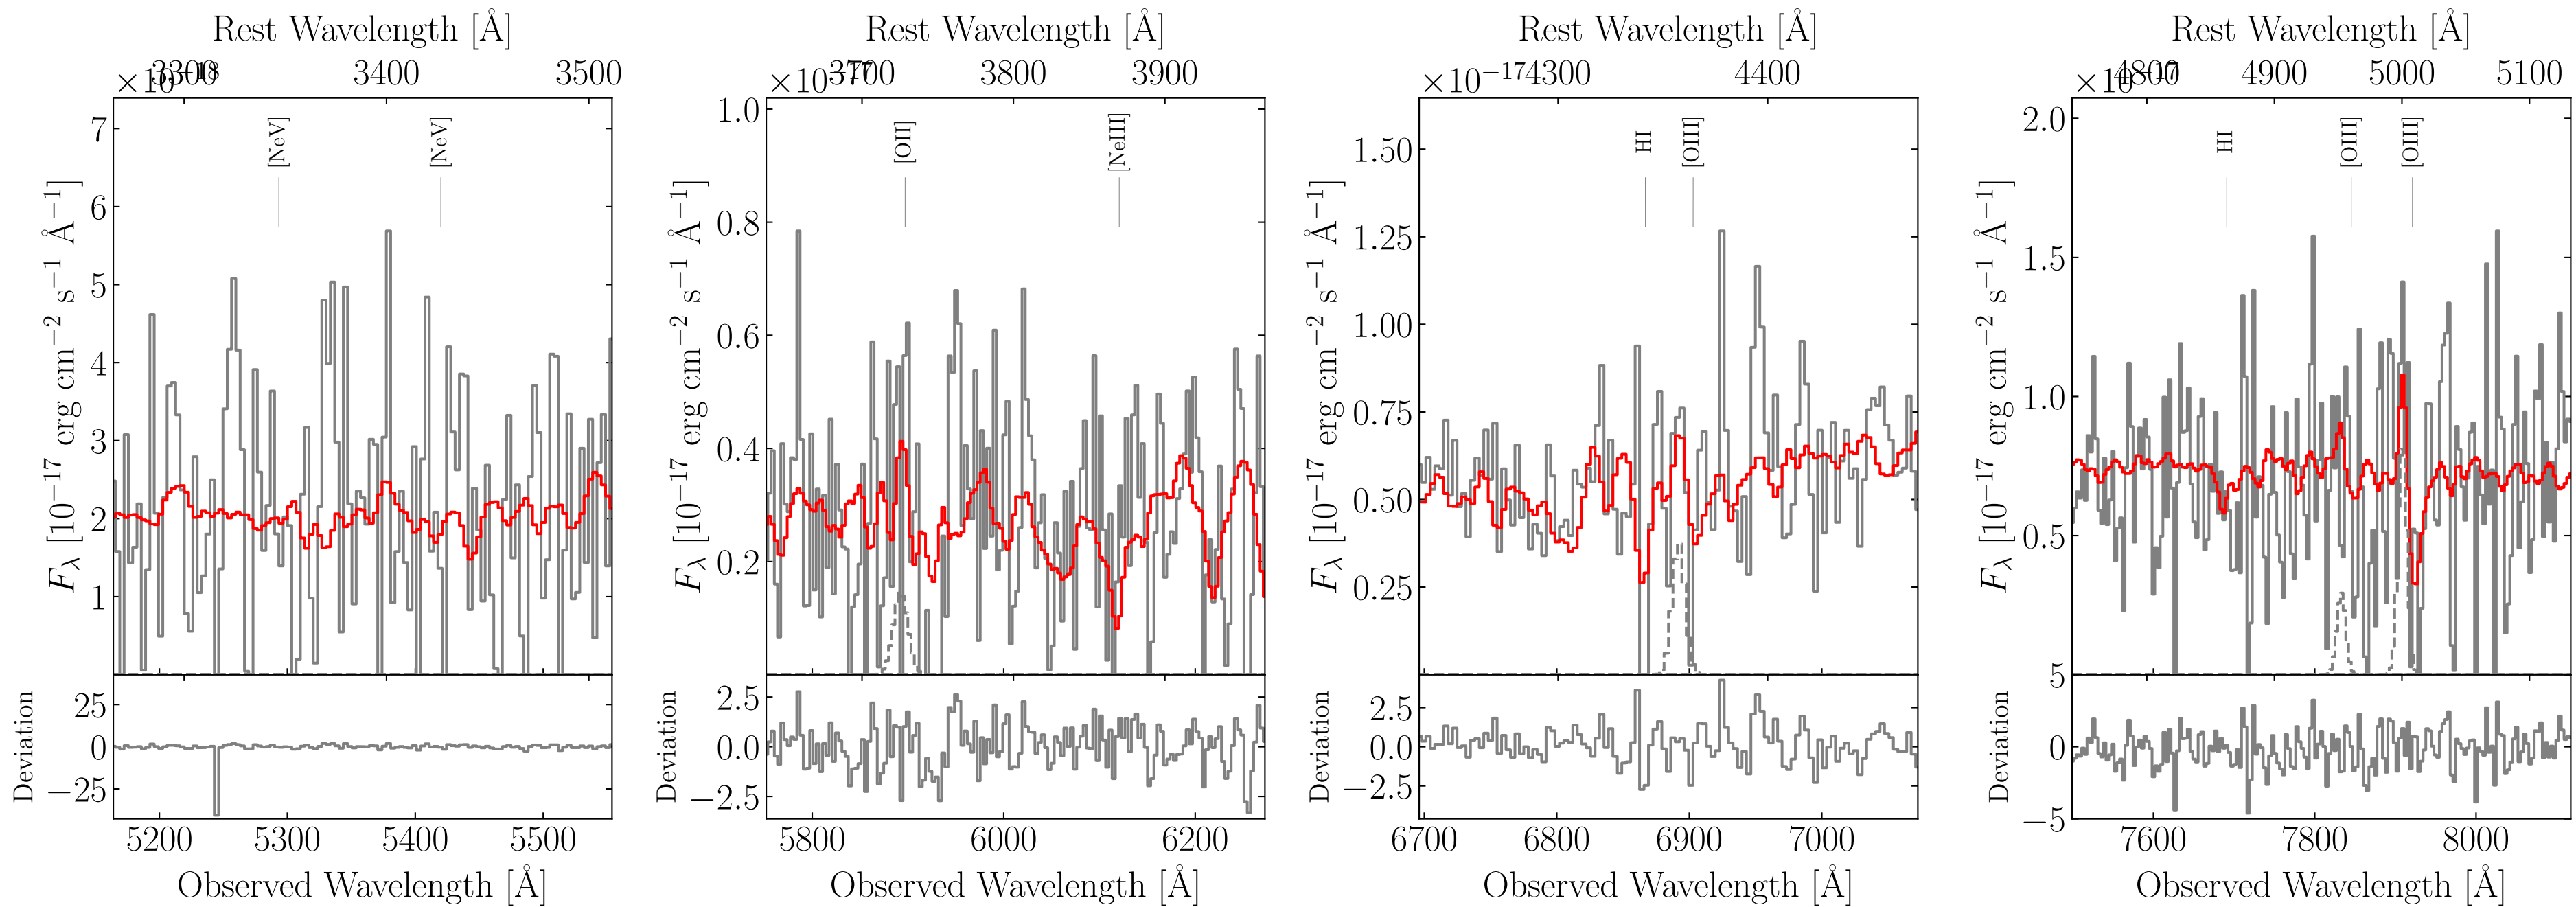 Rest Wavelength [Å] Rest Wavelength [Å] Rest Wavelength [Å] Rest Wavelength [Å]
3400 3500 3700 3800 3900 4300 4400 4800 4900 5000 5100
×10⁻¹⁷
[NeV] [NeV] [OII] [NeIII] HI [OIII] HI [OIII] [OIII]
7 6 5 4 3 2 1
F_λ [10⁻¹⁷ erg cm⁻² s⁻¹ Å⁻¹]
1.0 0.8 0.6 0.4 0.2
F_λ [10⁻¹⁷ erg cm⁻² s⁻¹ Å⁻¹]
1.50 1.25 1.00 0.75 0.50 0.25
F_λ [10⁻¹⁷ erg cm⁻² s⁻¹ Å⁻¹]
2.0 1.5 1.0 0.5
F_λ [10⁻¹⁷ erg cm⁻² s⁻¹ Å⁻¹]
Deviation
25 0 −25
Deviation
2.5 0.0 −2.5
Deviation
2.5 0.0 −2.5
Deviation
5 0 −5
5200 5300 5400 5500 5800 6000 6200 6700 6800 6900 7000 7600 7800 8000
Observed Wavelength [Å] Observed Wavelength [Å] Observed Wavelength [Å] Observed Wavelength [Å]